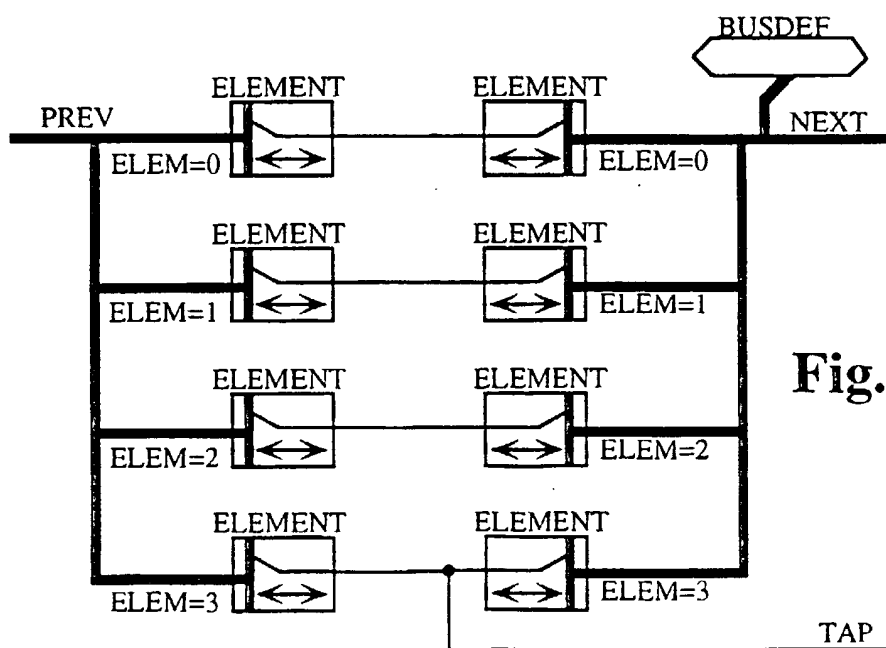 BUSDEF
ELEMENT ELEMENT
PREV NEXT
ELEM=0 ELEM=0
ELEMENT ELEMENT
ELEM=1 ELEM=1
Fig.
ELEMENT ELEMENT
ELEM=2 ELEM=2
ELEMENT ELEMENT
ELEM=3 ELEM=3
TAP